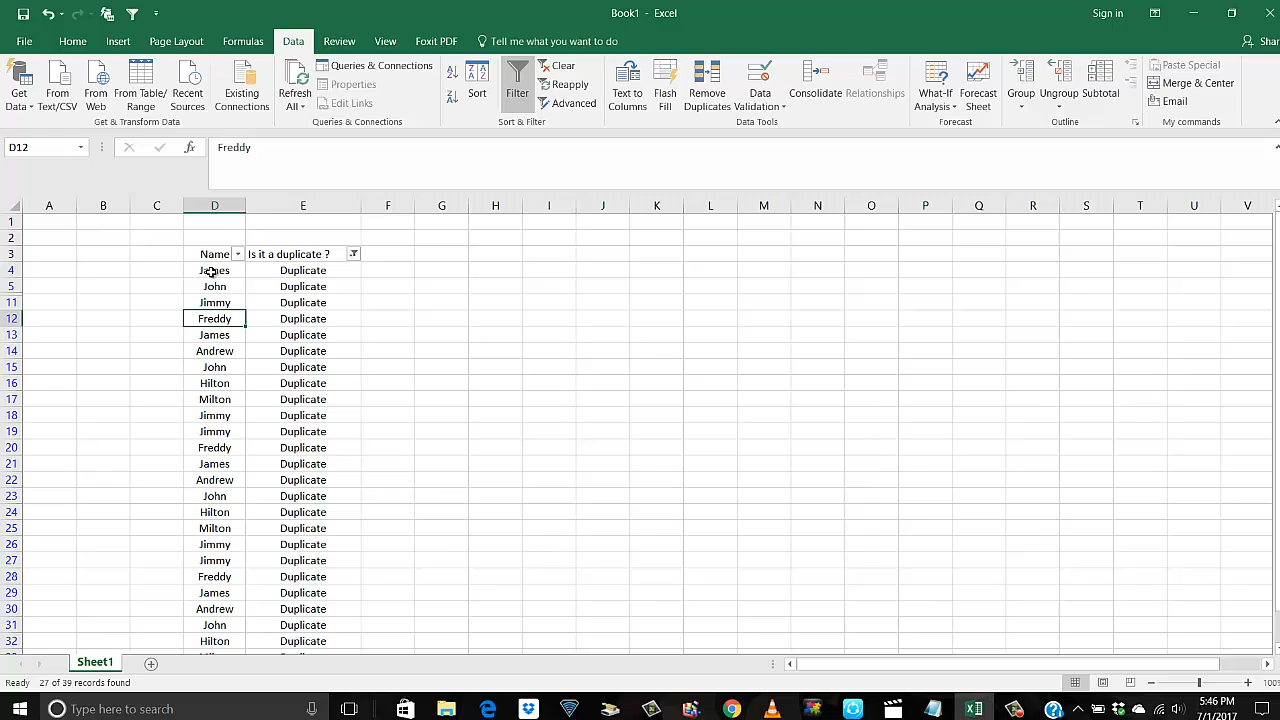 Book1 - Excel
Sign in
File Home Insert Page Layout Formulas Data Review View Foxit PDF Tell me what you want to do Shar
Get Data
From Text/CSV
From Web
From Table/ Range
Recent Sources
Existing Connections
Get & Transform Data
Refresh All
Queries & Connections
Properties
Edit Links
Queries & Connections
Sort
Filter
Clear
Reapply
Advanced
Sort & Filter
Text to Columns
Flash Fill
Remove Duplicates
Data Validation
Consolidate
Relationships
Data Tools
What-If Analysis
Forecast Sheet
Forecast
Group
Ungroup
Subtotal
Outline
Paste Special
Merge & Center
Email
My commands
D12 fx Freddy
A B C D E F G H I J K L M N O P Q R S T U V
1
2
3 Name Is it a duplicate ?
4 James Duplicate
5 John Duplicate
11 Jimmy Duplicate
12 Freddy Duplicate
13 James Duplicate
14 Andrew Duplicate
15 John Duplicate
16 Hilton Duplicate
17 Milton Duplicate
18 Jimmy Duplicate
19 Jimmy Duplicate
20 Freddy Duplicate
21 James Duplicate
22 Andrew Duplicate
23 John Duplicate
24 Hilton Duplicate
25 Milton Duplicate
26 Jimmy Duplicate
27 Jimmy Duplicate
28 Freddy Duplicate
29 James Duplicate
30 Andrew Duplicate
31 John Duplicate
32 Hilton Duplicate
Sheet1
Ready 27 of 39 records found
100%
Type here to search
5:46 PM
7/1/2017